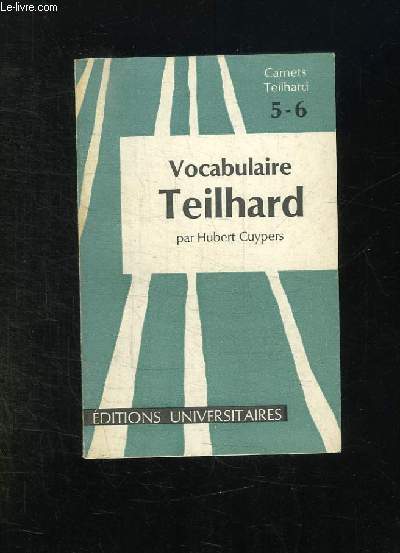 Le-livre.com
Carnets
Teilhard
5-6
Vocabulaire
Teilhard
par Hubert Cuypers
ÉDITIONS UNIVERSITAIRES